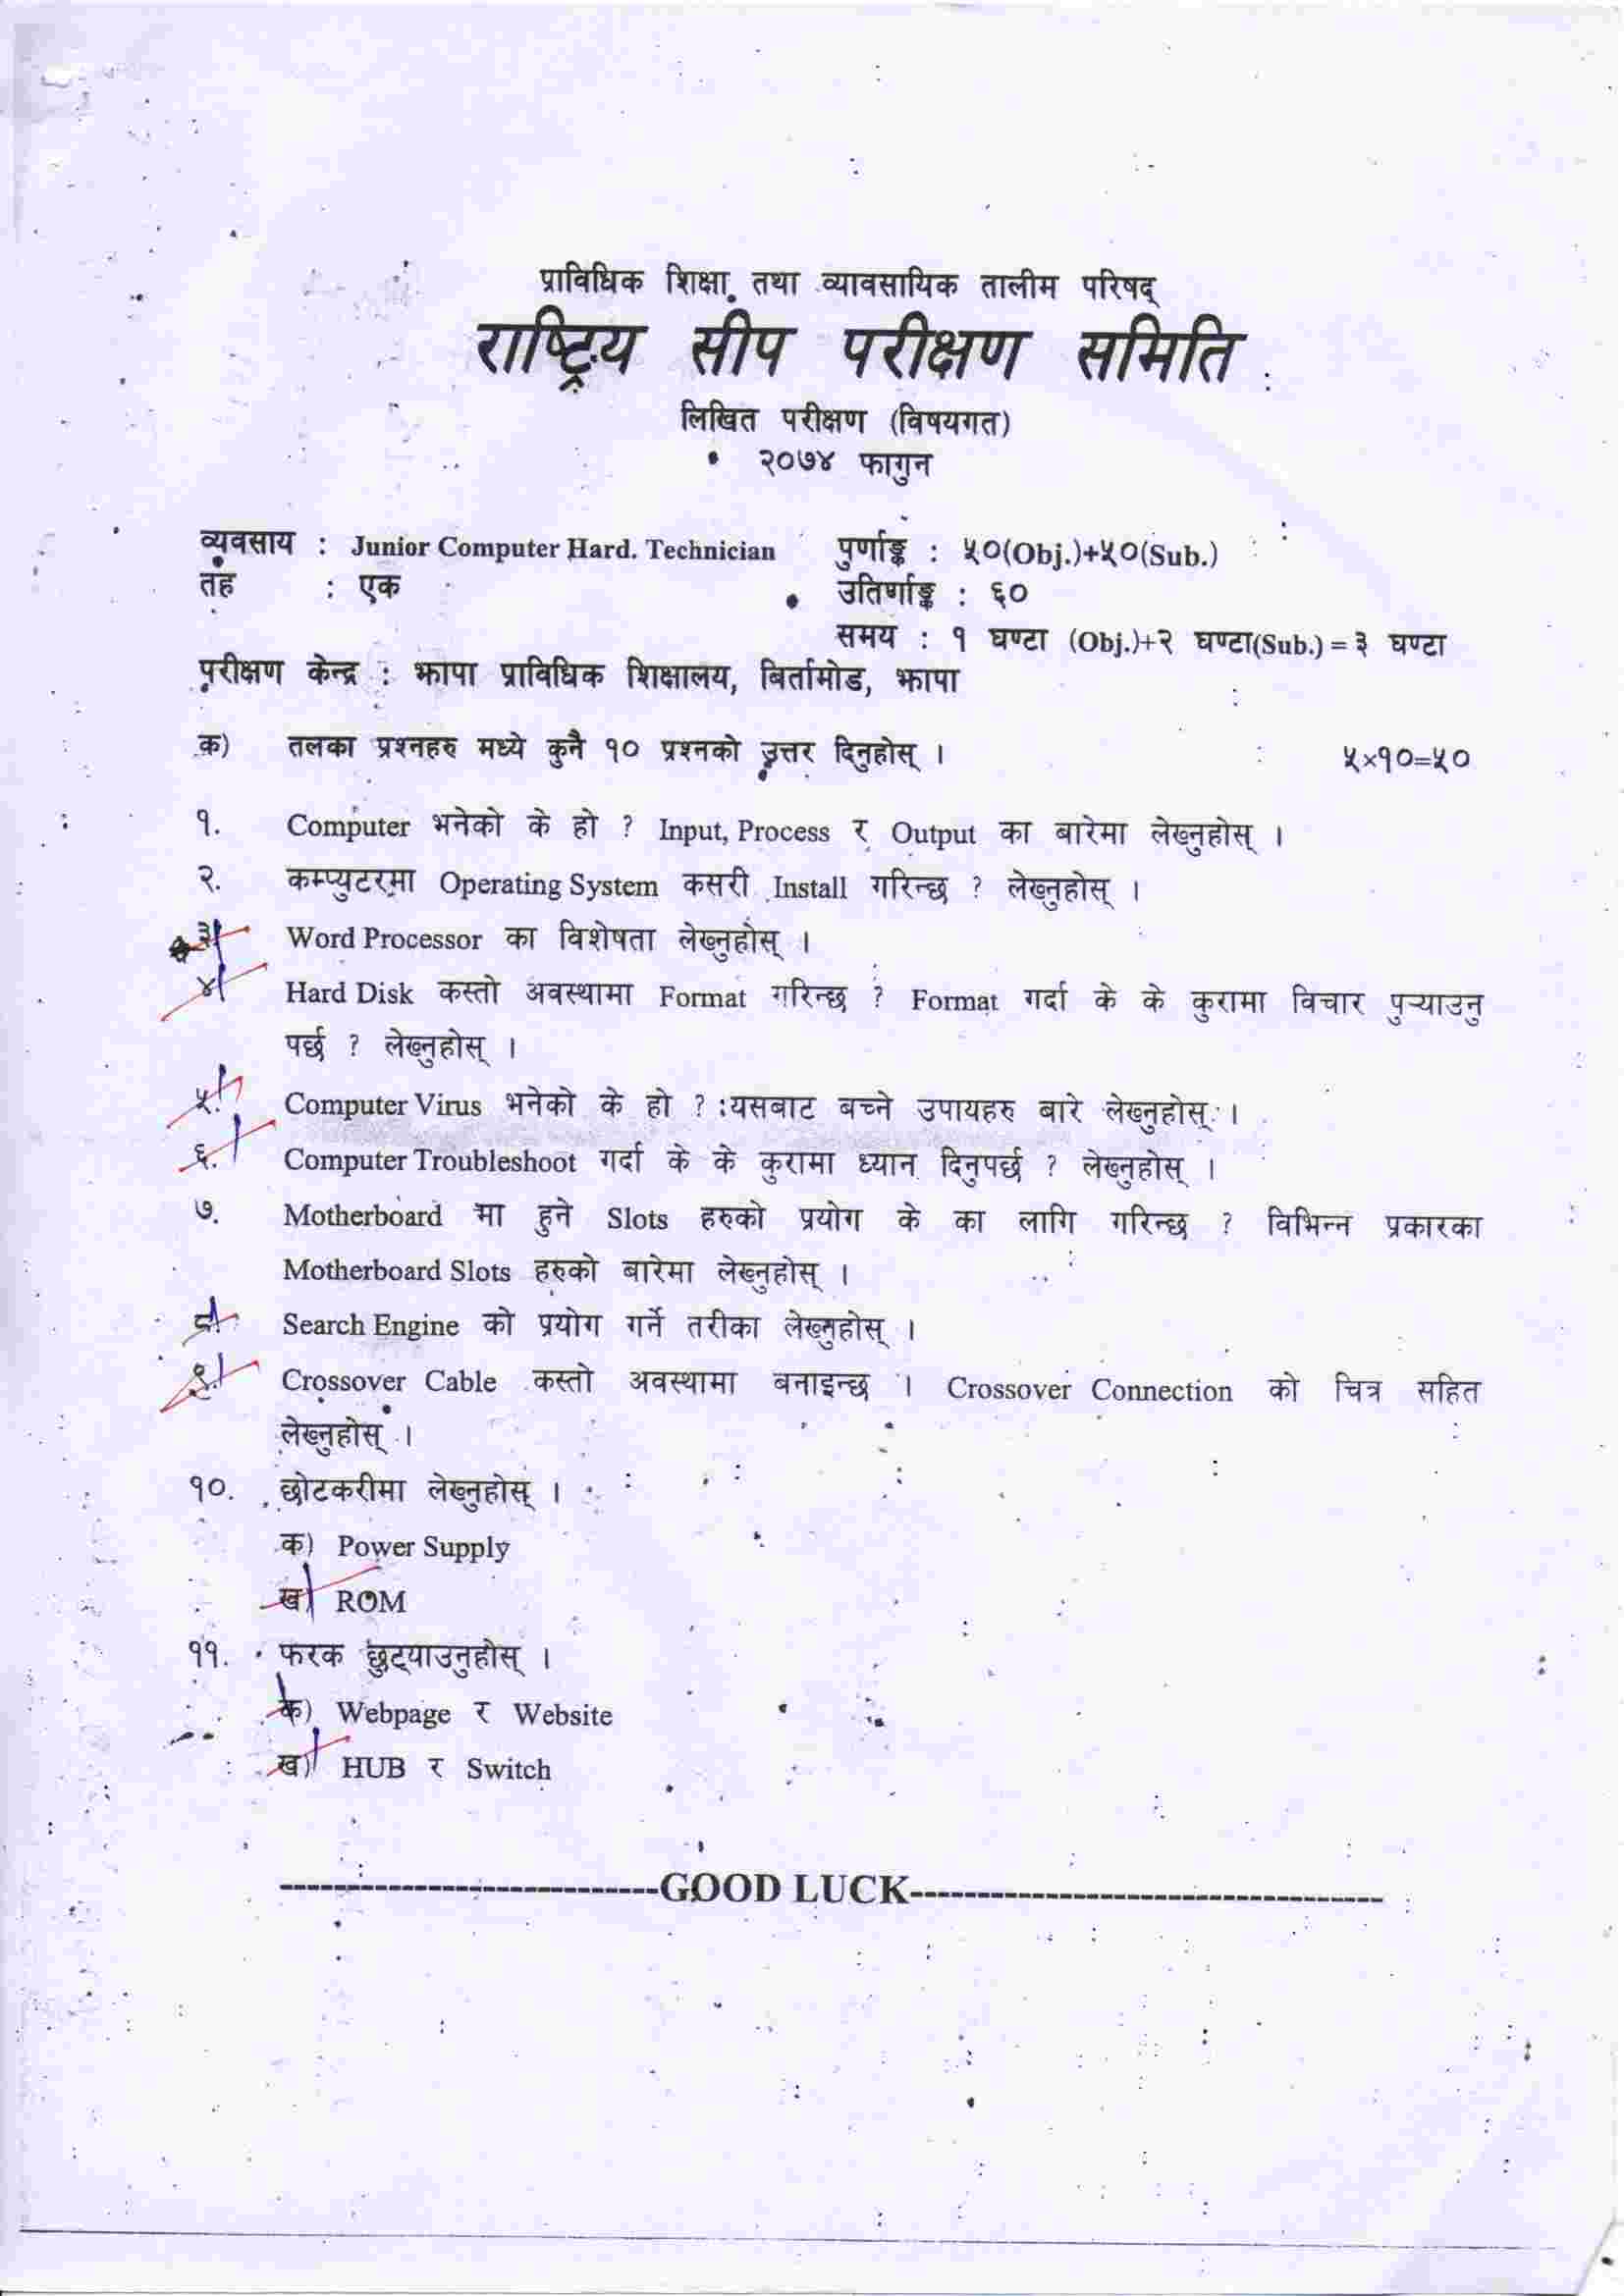 प्राविधिक शिक्षा तथा व्यावसायिक तालीम परिषद्
राष्ट्रिय सीप परीक्षण समिति
लिखित परीक्षण (विषयगत)
२०७४ फागुन
व्यवसाय : Junior Computer Hard. Technician पुर्णाङ्क : ५०(Obj.)+५०(Sub.)
तह : एक उतिर्णाङ्क : ६०
समय : १ घण्टा (Obj.)+२ घण्टा(Sub.) = ३ घण्टा
परीक्षण केन्द्र : झापा प्राविधिक शिक्षालय, बिर्तामोड, झापा
क) तलका प्रश्नहरु मध्ये कुनै १० प्रश्नको उत्तर दिनुहोस् । ५×१०=५०
१. Computer भनेको के हो ? Input, Process र Output का बारेमा लेख्नुहोस् ।
२. कम्प्युटरमा Operating System कसरी Install गरिन्छ ? लेख्नुहोस् ।
३. Word Processor का विशेषता लेख्नुहोस् ।
४. Hard Disk कस्तो अवस्थामा Format गरिन्छ ? Format गर्दा के के कुरामा विचार पुऱ्याउनु
पर्छ ? लेख्नुहोस् ।
५. Computer Virus भनेको के हो ? यसबाट बच्ने उपायहरु बारे लेख्नुहोस् ।
६. Computer Troubleshoot गर्दा के के कुरामा ध्यान दिनुपर्छ ? लेख्नुहोस् ।
७. Motherboard मा हुने Slots हरुको प्रयोग के का लागि गरिन्छ ? विभिन्न प्रकारका
Motherboard Slots हरुको बारेमा लेख्नुहोस् ।
८. Search Engine को प्रयोग गर्ने तरीका लेख्नुहोस् ।
९. Crossover Cable कस्तो अवस्थामा बनाइन्छ । Crossover Connection को चित्र सहित
लेख्नुहोस् ।
१०. छोटकरीमा लेख्नुहोस् ।
क) Power Supply
ख) ROM
११. फरक छुट्याउनुहोस् ।
क) Webpage र Website
ख) HUB र Switch
----------------------------GOOD LUCK-----------------------------------